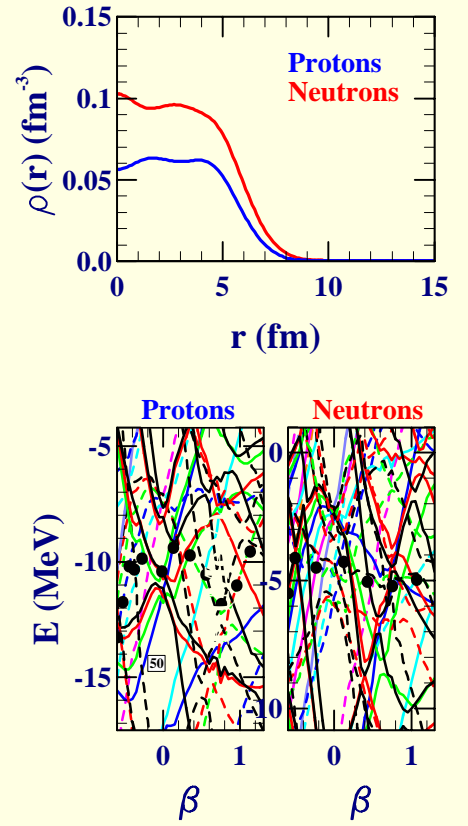 0.15
0.1
0.05
0.0
ρ(r) (fm-3)
Protons
Neutrons
0 5 10 15
r (fm)
Protons Neutrons
-5
-10
-15
E (MeV)
50
0
-5
10
0 1
0 1
β β